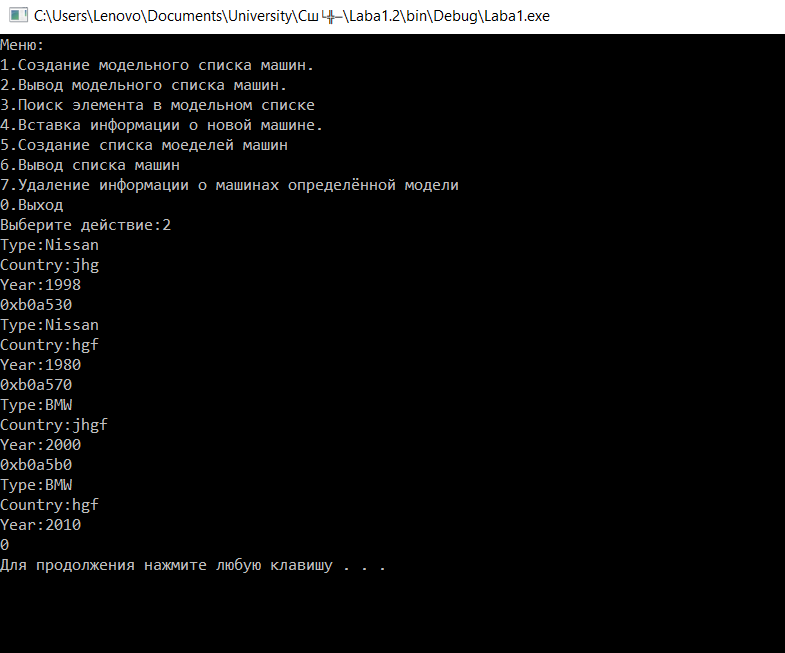 C:\Users\Lenovo\Documents\University\Сш└╬─\Laba1.2\bin\Debug\Laba1.exe
Меню:
1.Создание модельного списка машин.
2.Вывод модельного списка машин.
3.Поиск элемента в модельном списке
4.Вставка информации о новой машине.
5.Создание списка моеделей машин
6.Вывод списка машин
7.Удаление информации о машинах определённой модели
0.Выход
Выберите действие:2
Type:Nissan
Country:jhg
Year:1998
0xb0a530
Type:Nissan
Country:hgf
Year:1980
0xb0a570
Type:BMW
Country:jhgf
Year:2000
0xb0a5b0
Type:BMW
Country:hgf
Year:2010
0
Для продолжения нажмите любую клавишу . . .